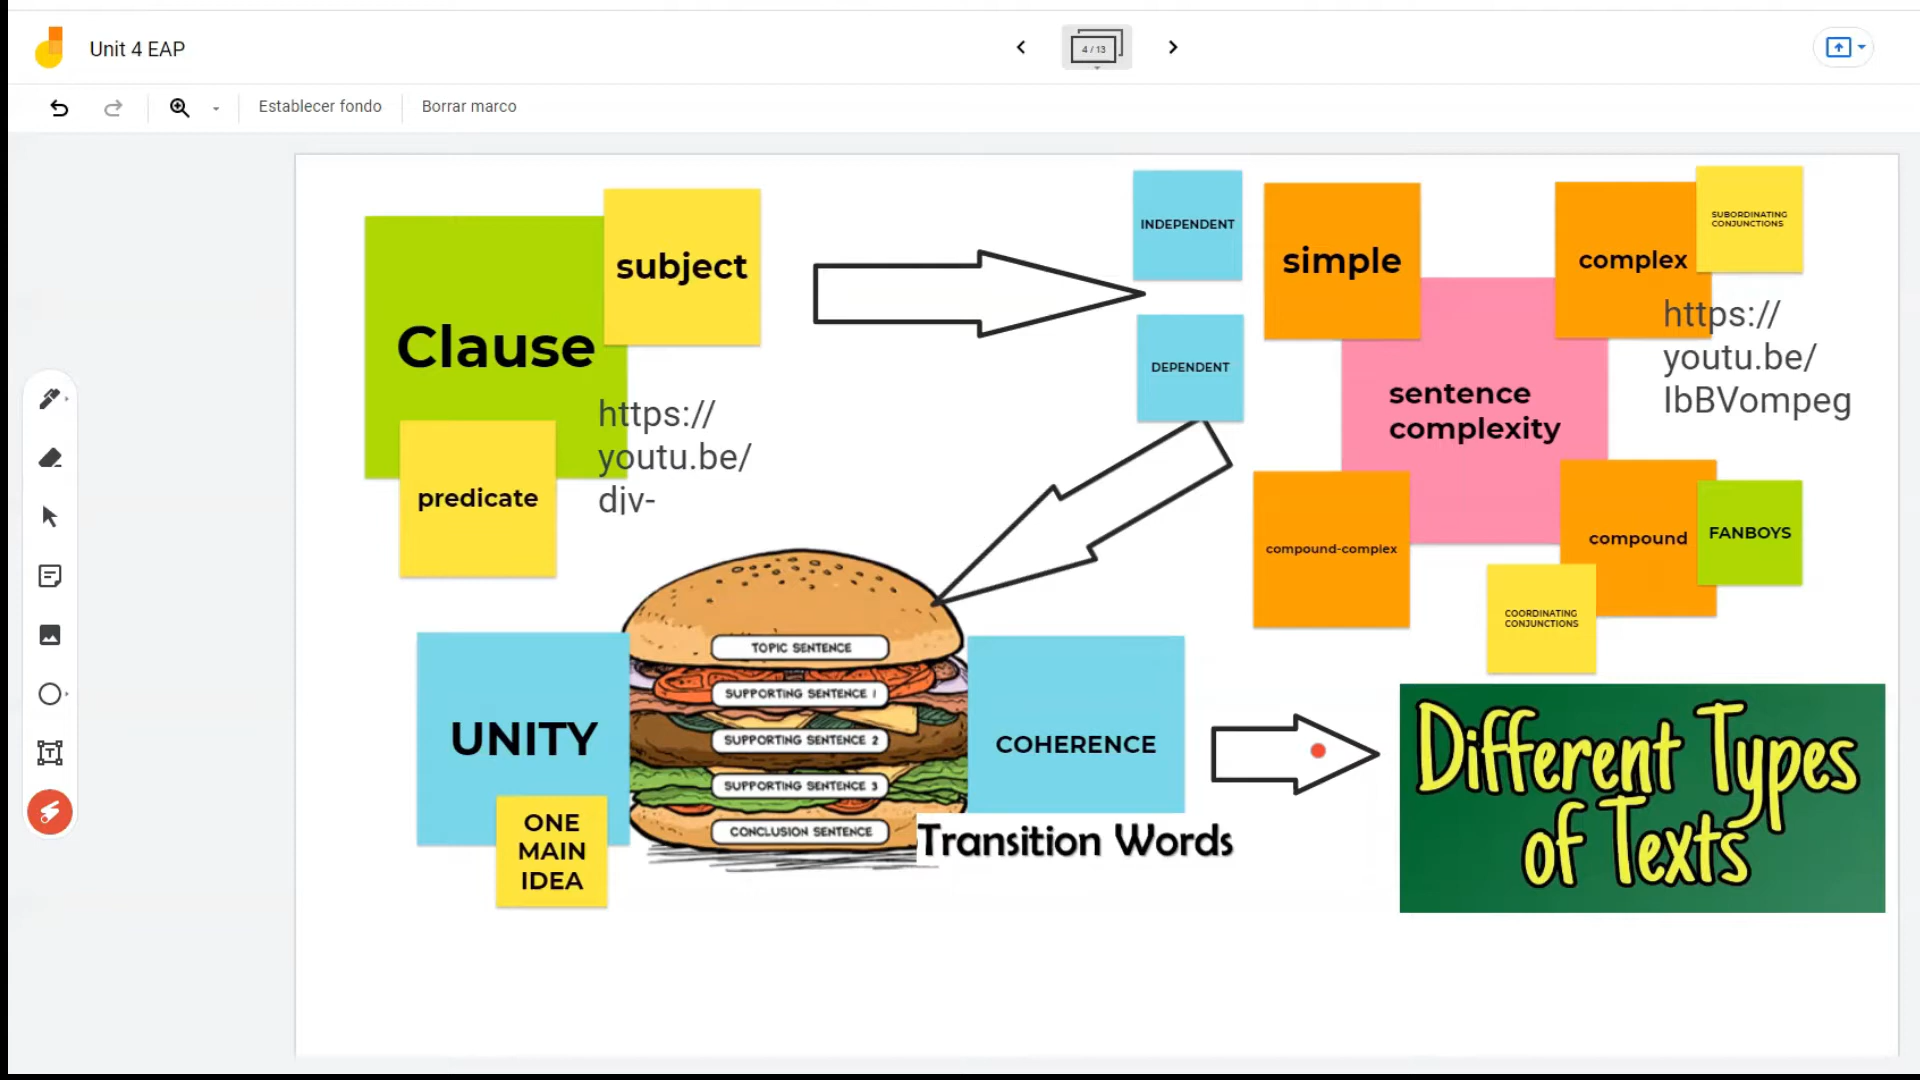 Unit 4 EAP
4 / 13
Establecer fondo
Borrar marco
Clause
subject
predicate
https://
youtu.be/
djv-
INDEPENDENT
DEPENDENT
simple
complex
SUBORDINATING
CONJUNCTIONS
https://
youtu.be/
IbBVompeg
sentence
complexity
compound-complex
compound
FANBOYS
COORDINATING
CONJUNCTIONS
UNITY
ONE
MAIN
IDEA
TOPIC SENTENCE
SUPPORTING SENTENCE 1
SUPPORTING SENTENCE 2
SUPPORTING SENTENCE 3
CONCLUSION SENTENCE
COHERENCE
Transition Words
Different Types
of Texts